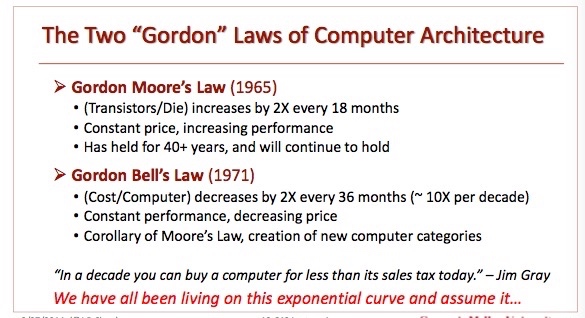 The Two “Gordon” Laws of Computer Architecture
➢ Gordon Moore’s Law (1965)
• (Transistors/Die) increases by 2X every 18 months
• Constant price, increasing performance
• Has held for 40+ years, and will continue to hold
➢ Gordon Bell’s Law (1971)
• (Cost/Computer) decreases by 2X every 36 months (~ 10X per decade)
• Constant performance, decreasing price
• Corollary of Moore’s Law, creation of new computer categories
“In a decade you can buy a computer for less than its sales tax today.” – Jim Gray
We have all been living on this exponential curve and assume it…